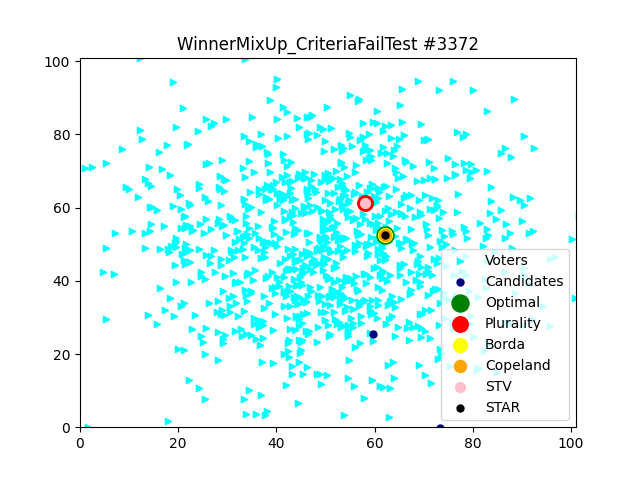 WinnerMixUp_CriteriaFailTest #3372
100
80
60
40
20
0
0
20
40
60
80
100
Voters
Candidates
Optimal
Plurality
Borda
Copeland
STV
STAR